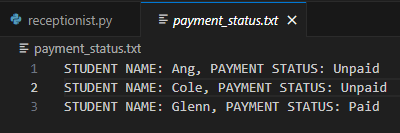 receptionist.py
payment_status.txt
payment_status.txt
1 STUDENT NAME: Ang, PAYMENT STATUS: Unpaid
2 STUDENT NAME: Cole, PAYMENT STATUS: Unpaid
3 STUDENT NAME: Glenn, PAYMENT STATUS: Paid